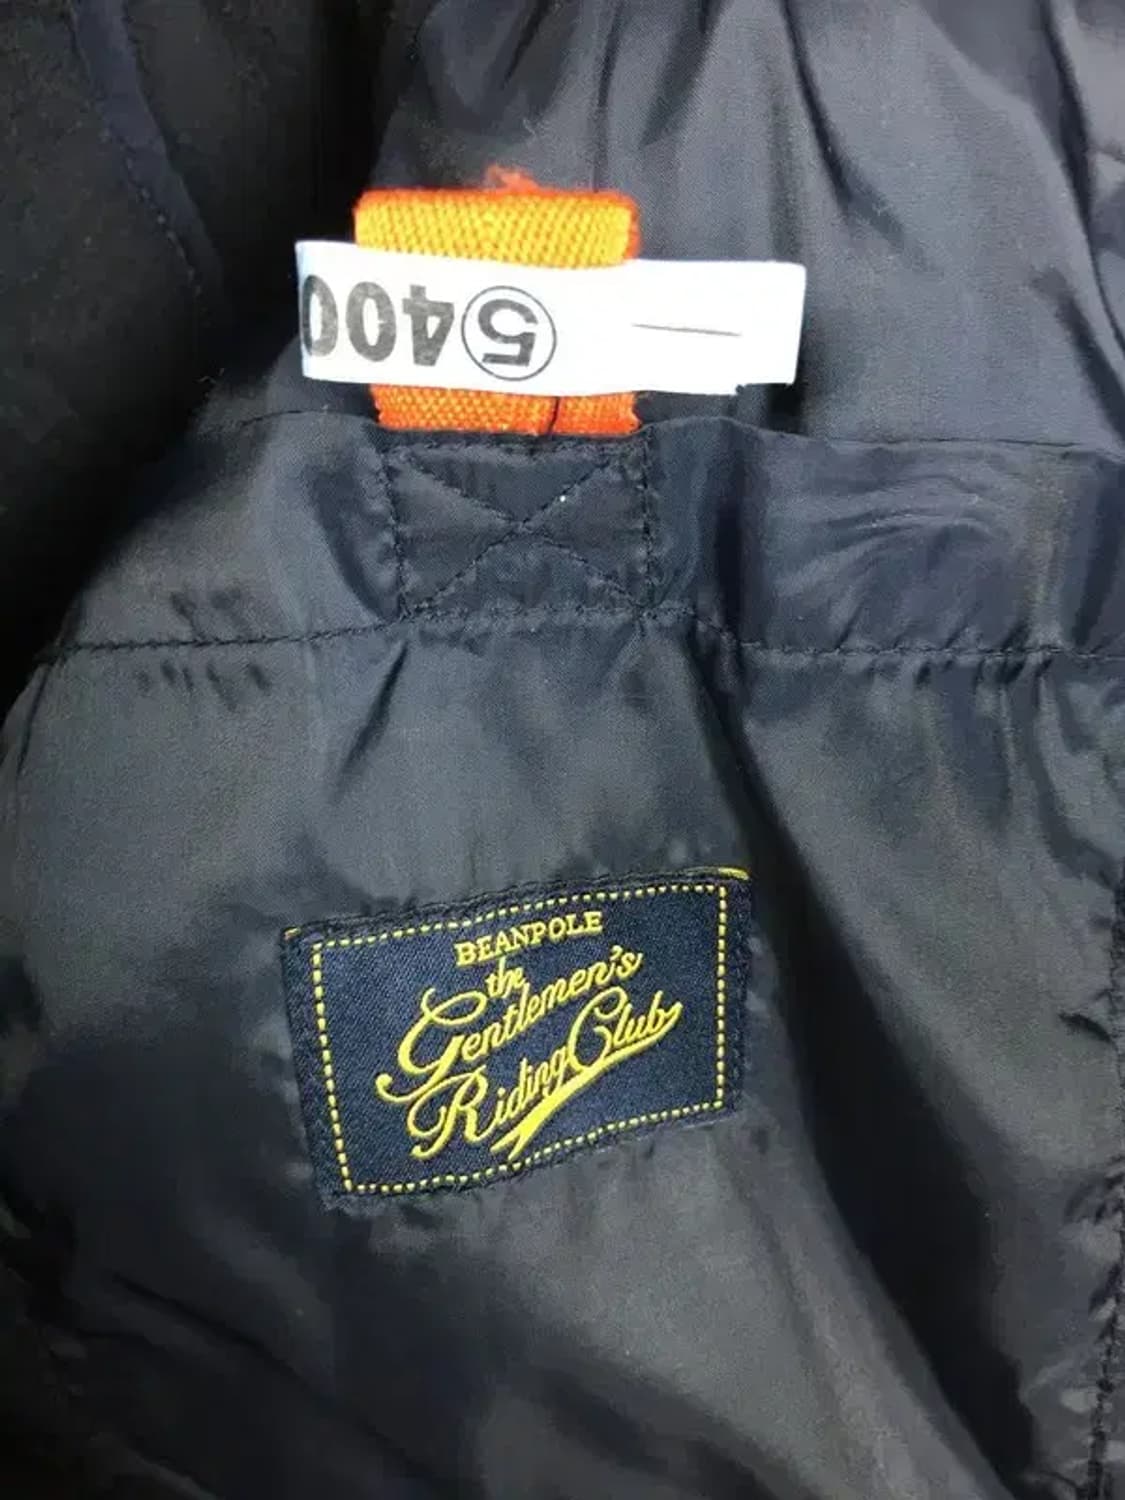 ⑤400
BEANPOLE
the
Gentlemen's
Riding Club